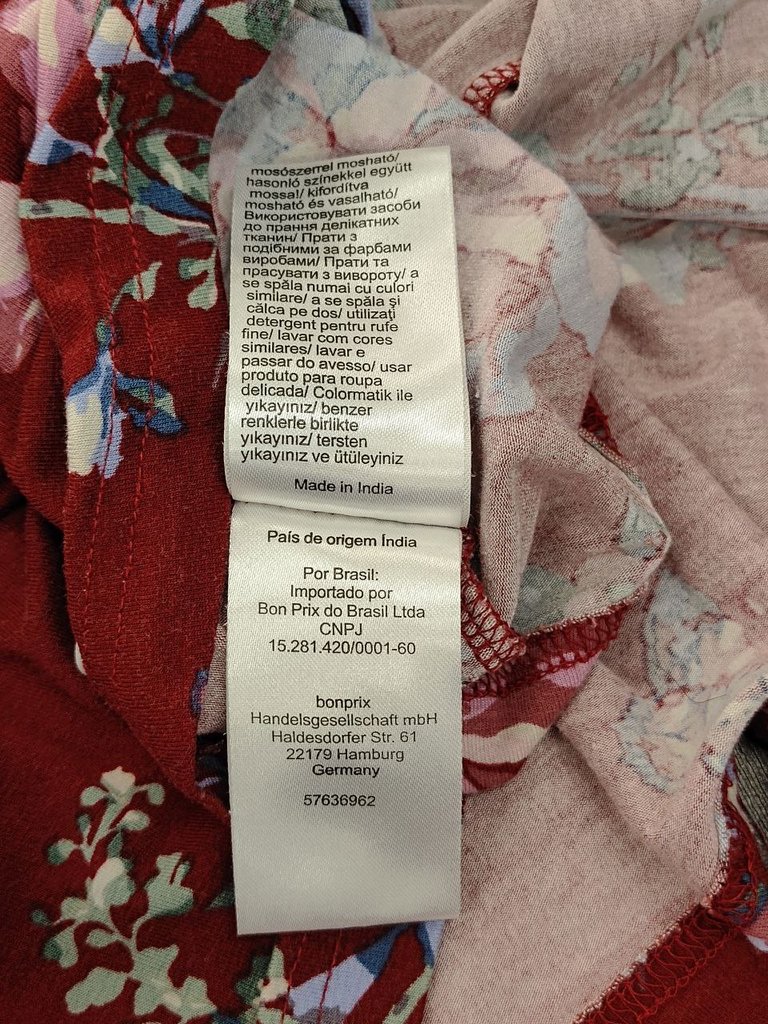 mosószerrel mosható/
hasonló színekkel együtt
mossa!/ kifordítva
mosható és vasalható/
Використовувати засоби
до прання делікатних
тканин/ Прати з
подібними за фарбами
виробами/ Прати та
прасувати з вивороту/ a
se spăla numai cu culori
similare/ a se spăla şi
călca pe dos/ utilizaţi
detergent pentru rufe
fine/ lavar com cores
similares/ lavar e
passar do avesso/ usar
produto para roupa
delicada/ Colormatik ile
yıkayınız/ benzer
renklerle birlikte
yıkayınız/ tersten
yıkayınız ve ütüleyiniz
Made in India
País de origem Índia
Por Brasil:
Importado por
Bon Prix do Brasil Ltda
CNPJ
15.281.420/0001-60
bonprix
Handelsgesellschaft mbH
Haldesdorfer Str. 61
22179 Hamburg
Germany
57636962